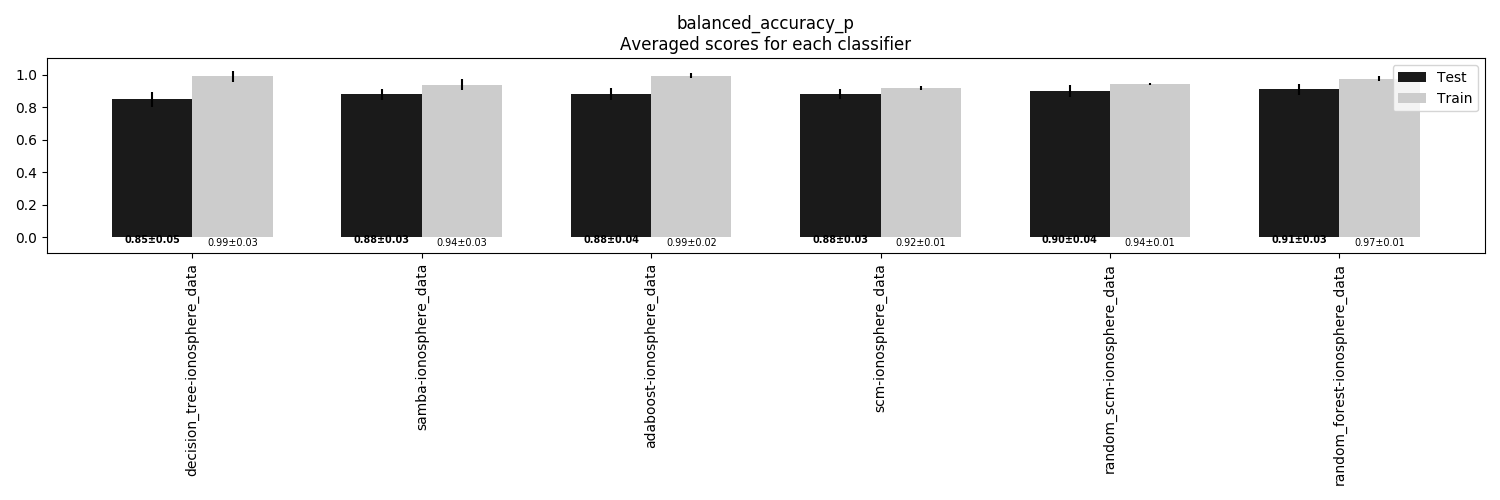 balanced_accuracy_p
Averaged scores for each classifier
1.0
0.8
0.6
0.4
0.2
0.0
Test
Train
0.85±0.05
0.99±0.03
0.88±0.03
0.94±0.03
0.88±0.04
0.99±0.02
0.88±0.03
0.92±0.01
0.90±0.04
0.94±0.01
0.91±0.03
0.97±0.01
decision_tree-ionosphere_data
samba-ionosphere_data
adaboost-ionosphere_data
scm-ionosphere_data
random_scm-ionosphere_data
random_forest-ionosphere_data